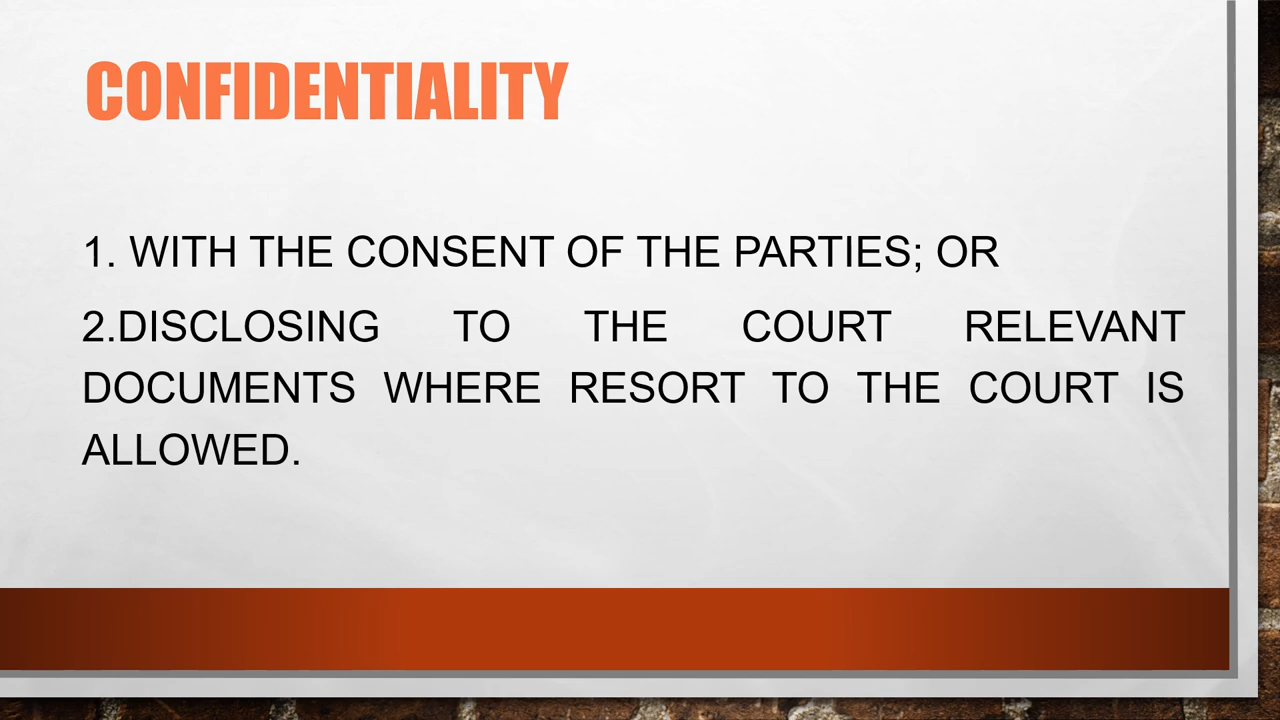 CONFIDENTIALITY
1. WITH THE CONSENT OF THE PARTIES; OR
2.DISCLOSING TO THE COURT RELEVANT
DOCUMENTS WHERE RESORT TO THE COURT IS
ALLOWED.